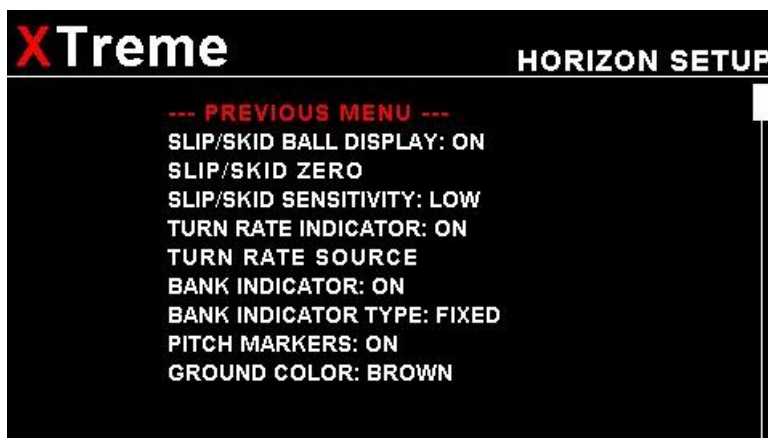 XTreme
HORIZON SETUP
--- PREVIOUS MENU ---
SLIP/SKID BALL DISPLAY: ON
SLIP/SKID ZERO
SLIP/SKID SENSITIVITY: LOW
TURN RATE INDICATOR: ON
TURN RATE SOURCE
BANK INDICATOR: ON
BANK INDICATOR TYPE: FIXED
PITCH MARKERS: ON
GROUND COLOR: BROWN